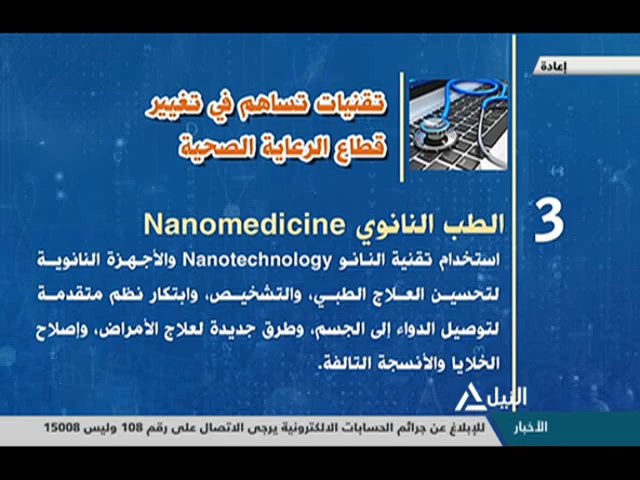 إعادة
تقنيات تساهم في تغيير
قطاع الرعاية الصحية
3
الطب النانوي Nanomedicine
استخدام تقنية النانو Nanotechnology والأجهزة النانوية
لتحسين العلاج الطبي، والتشخيص، وابتكار نظم متقدمة
لتوصيل الدواء إلى الجسم، وطرق جديدة لعلاج الأمراض، وإصلاح
الخلايا والأنسجة التالفة.
النيل
الأخبار
للإبلاغ عن جرائم الحسابات الالكترونية يرجى الاتصال على رقم 108 وليس 15008